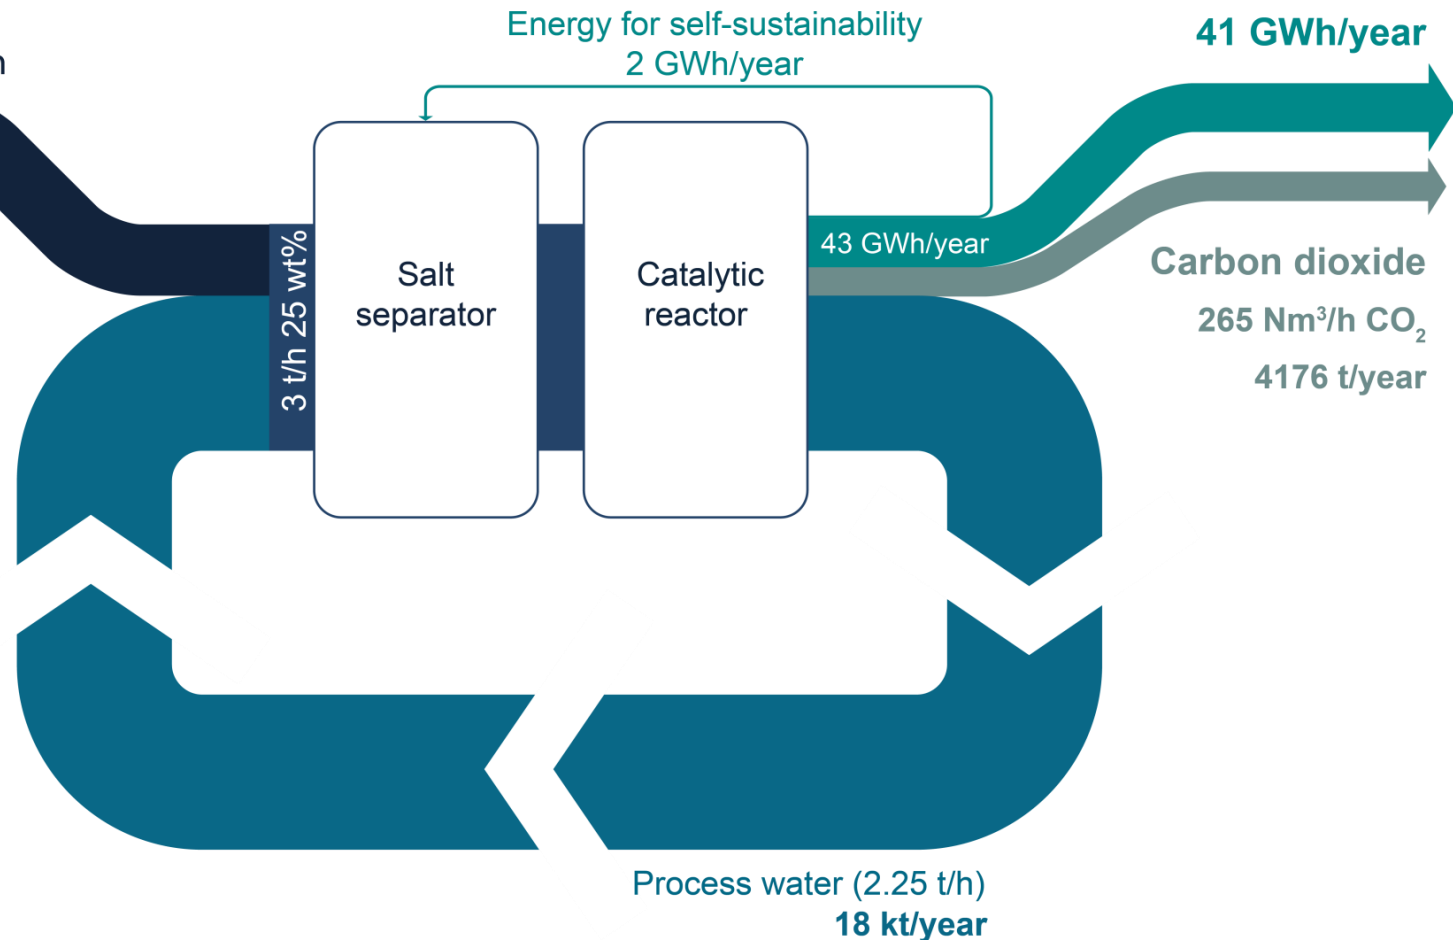 Energy for self-sustainability
2 GWh/year
41 GWh/year
3 t/h 25 wt%
Salt
separator
Catalytic
reactor
43 GWh/year
Carbon dioxide
265 Nm³/h CO₂
4176 t/year
Process water (2.25 t/h)
18 kt/year